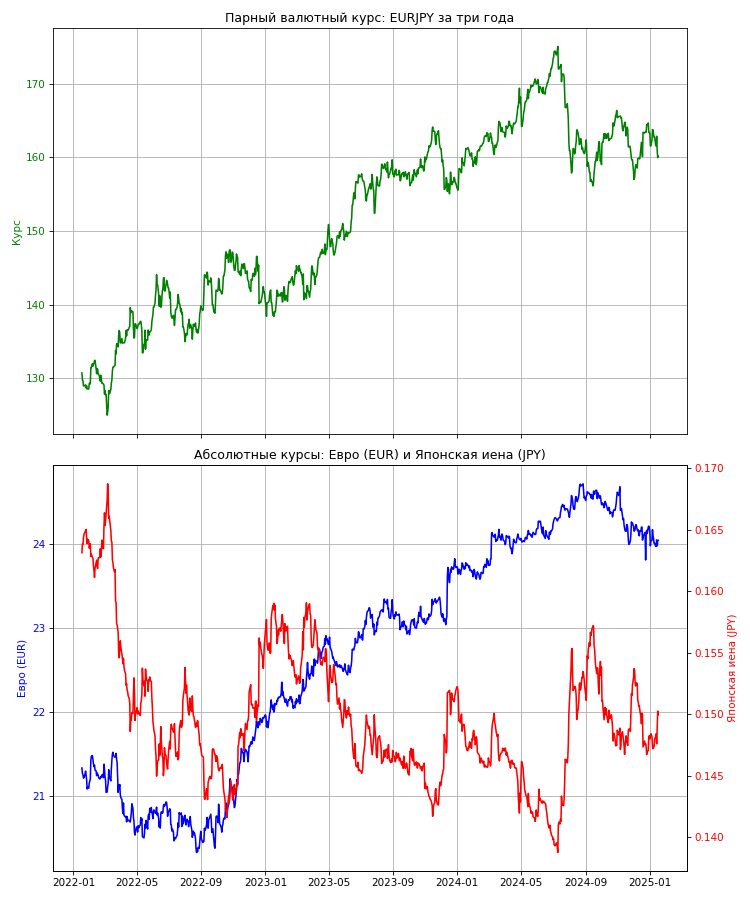 Парный валютный курс: EURJPY за три года
170
160
150
140
130
Курс
Абсолютные курсы: Евро (EUR) и Японская иена (JPY)
24
23
22
21
Евро (EUR)
0.170
0.165
0.160
0.155
0.150
0.145
0.140
Японская иена (JPY)
2022-01 2022-05 2022-09 2023-01 2023-05 2023-09 2024-01 2024-05 2024-09 2025-01